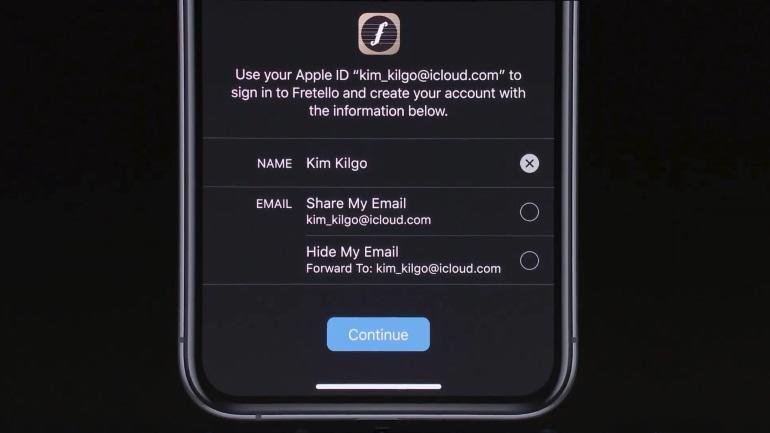 Use your Apple ID “kim_kilgo@icloud.com” to
sign in to Fretello and create your account with
the information below.
NAME Kim Kilgo
EMAIL Share My Email
kim_kilgo@icloud.com
Hide My Email
Forward To: kim_kilgo@icloud.com
Continue